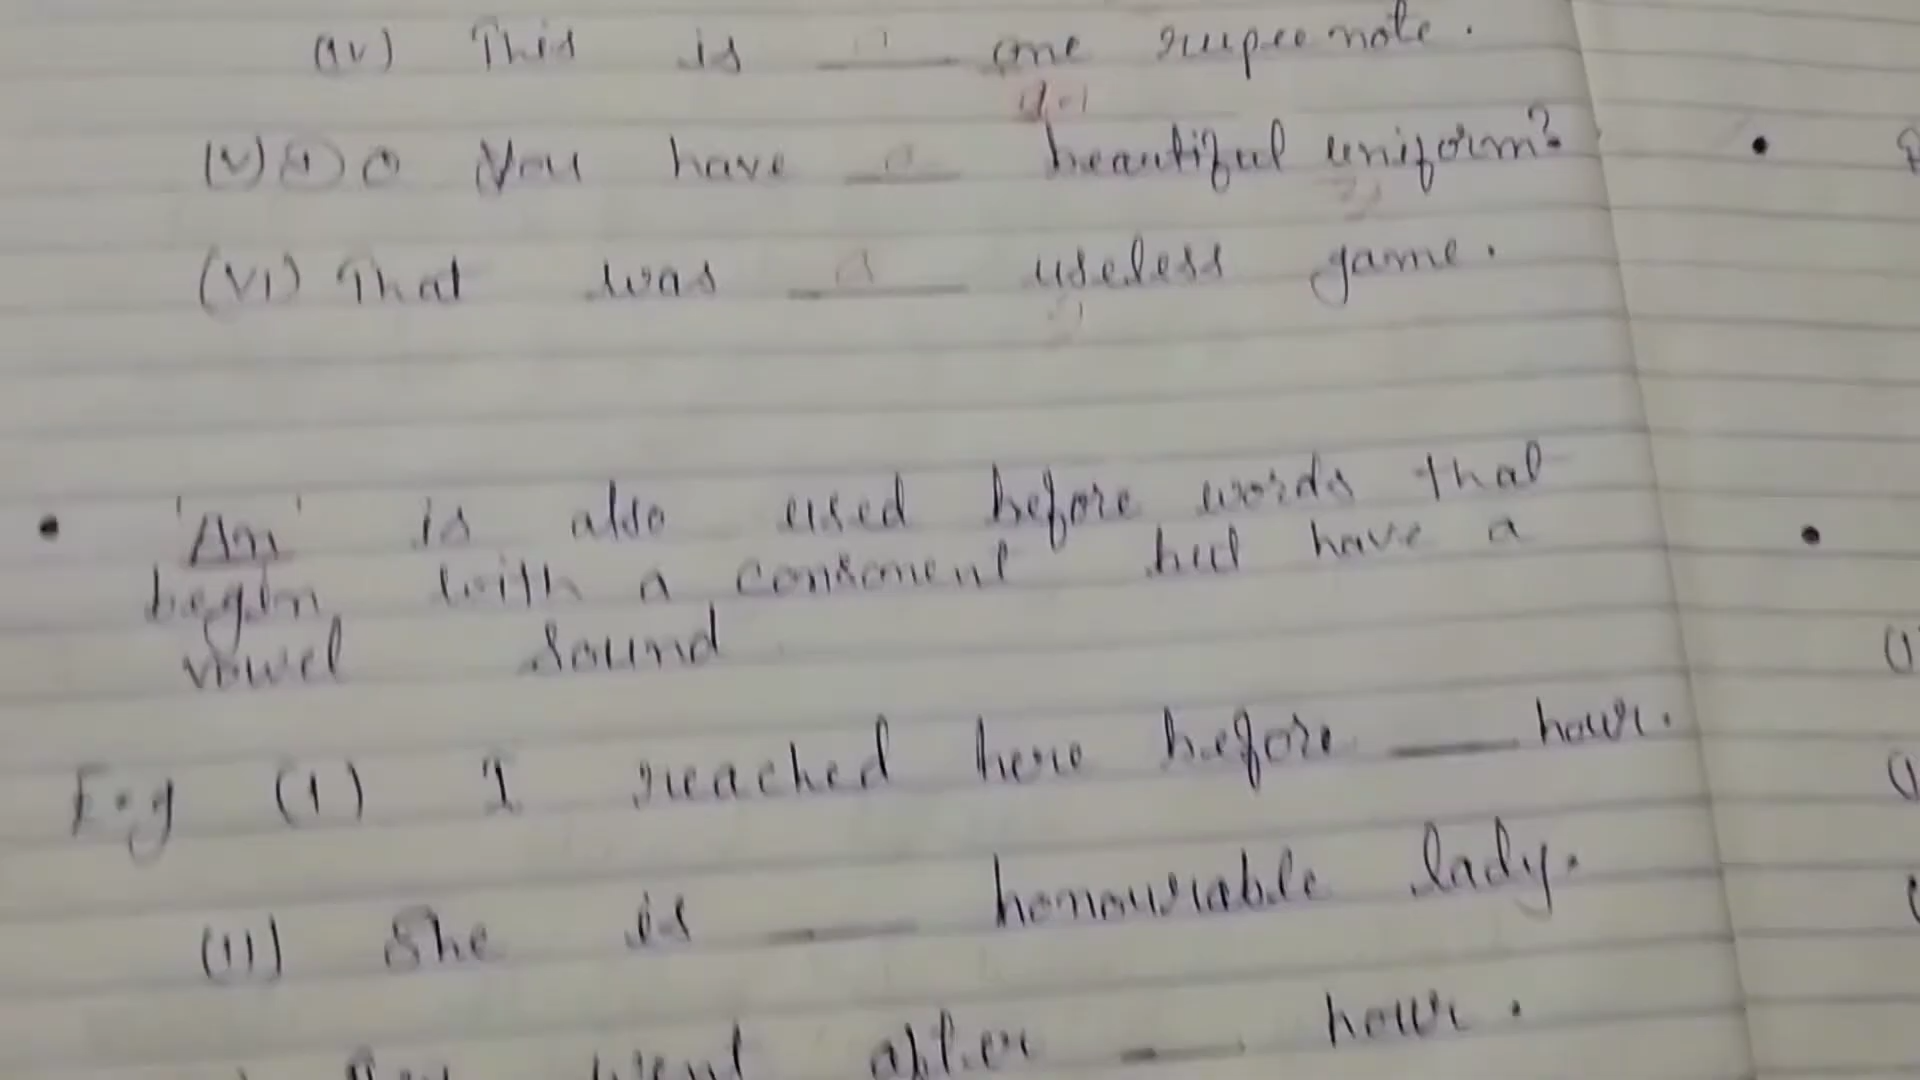 (iv) This is ___ one rupee note.
(v) You have a beautiful uniform?
(vi) That was a useless game.
• 'An' is also used before words that
begin with a consonent but have a
vowel sound
E.g (i) I reached here before ___ hour.
(ii) She is ___ honourable lady.
went after ___ hour.